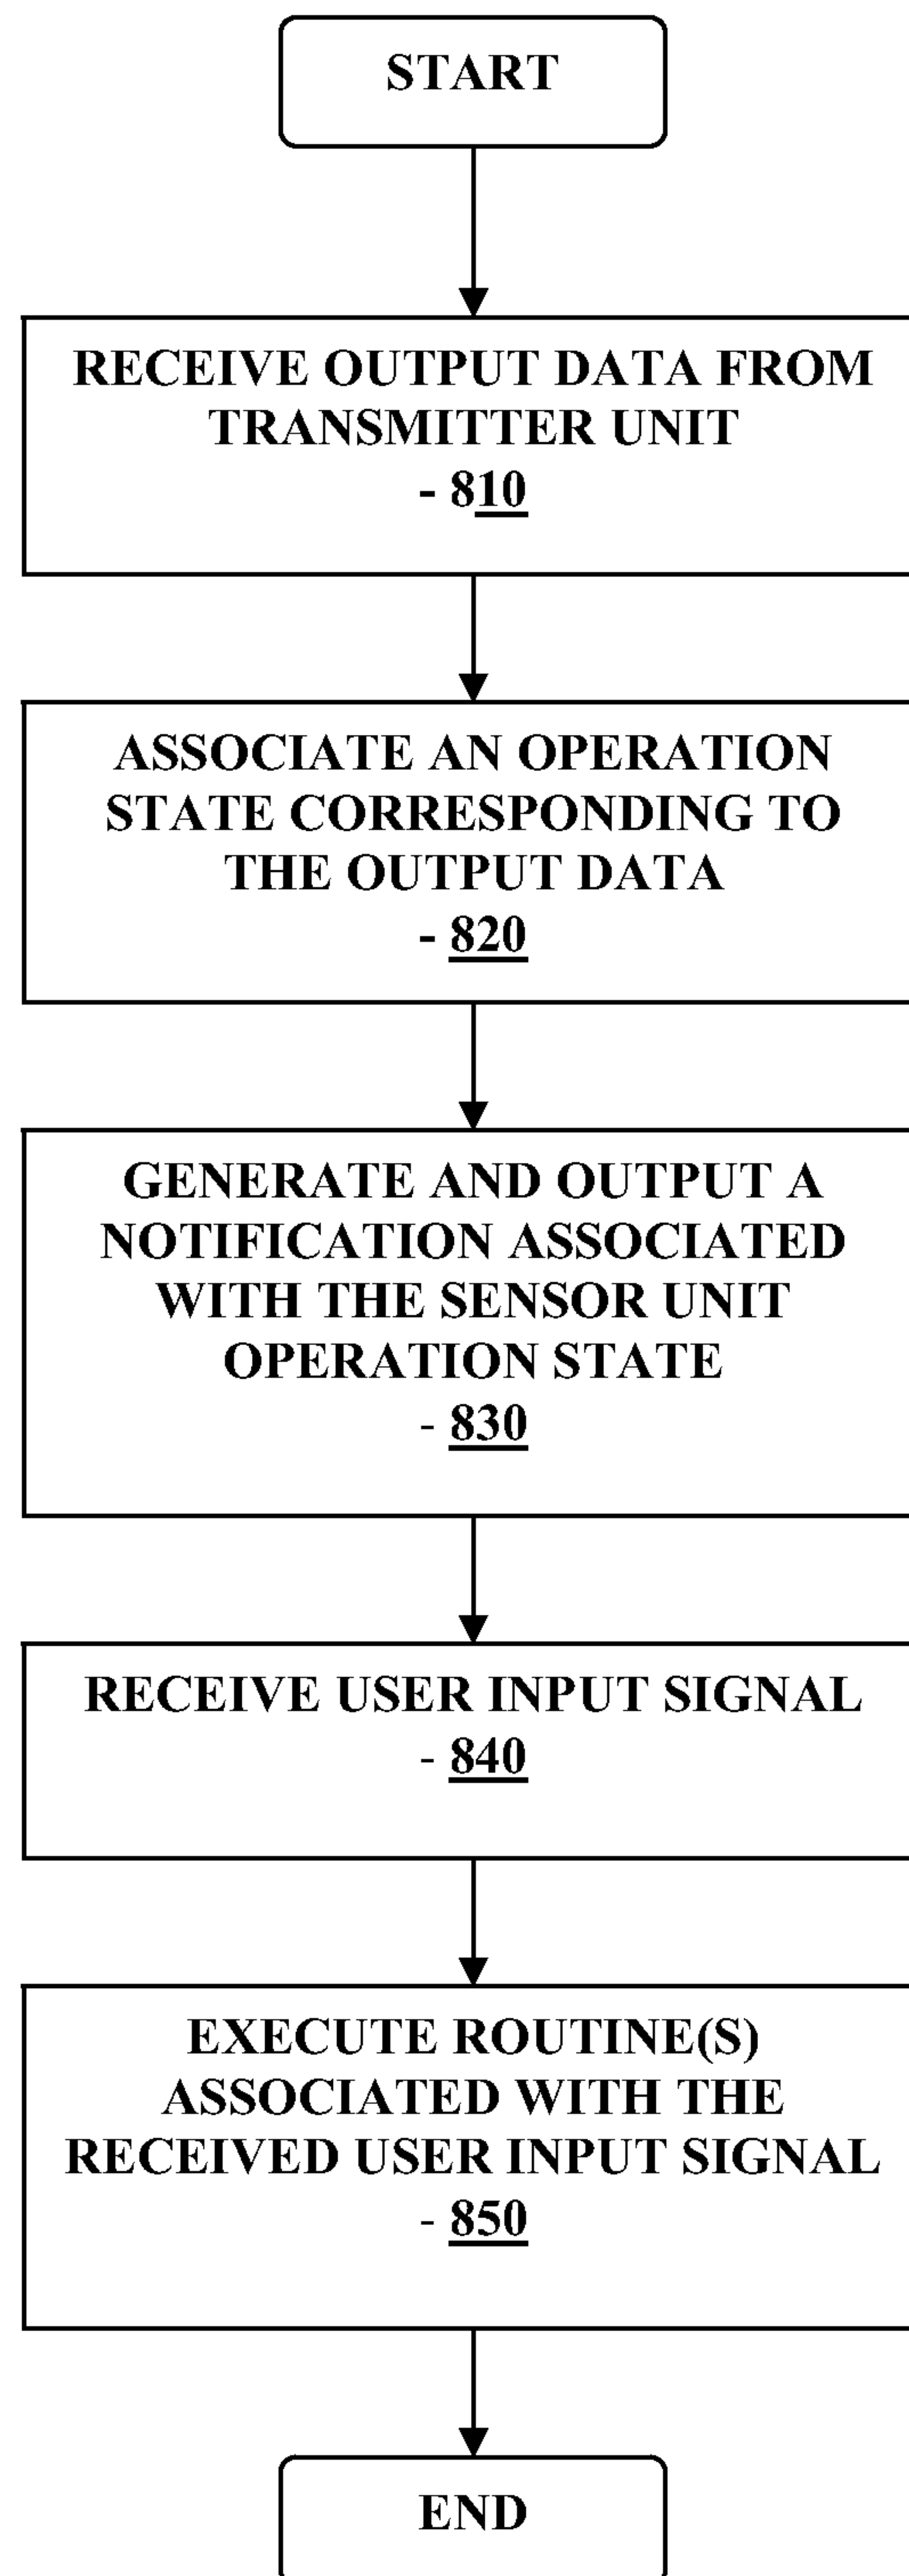 START
RECEIVE OUTPUT DATA FROM
TRANSMITTER UNIT
- 810
ASSOCIATE AN OPERATION
STATE CORRESPONDING TO
THE OUTPUT DATA
- 820
GENERATE AND OUTPUT A
NOTIFICATION ASSOCIATED
WITH THE SENSOR UNIT
OPERATION STATE
- 830
RECEIVE USER INPUT SIGNAL
- 840
EXECUTE ROUTINE(S)
ASSOCIATED WITH THE
RECEIVED USER INPUT SIGNAL
- 850
END